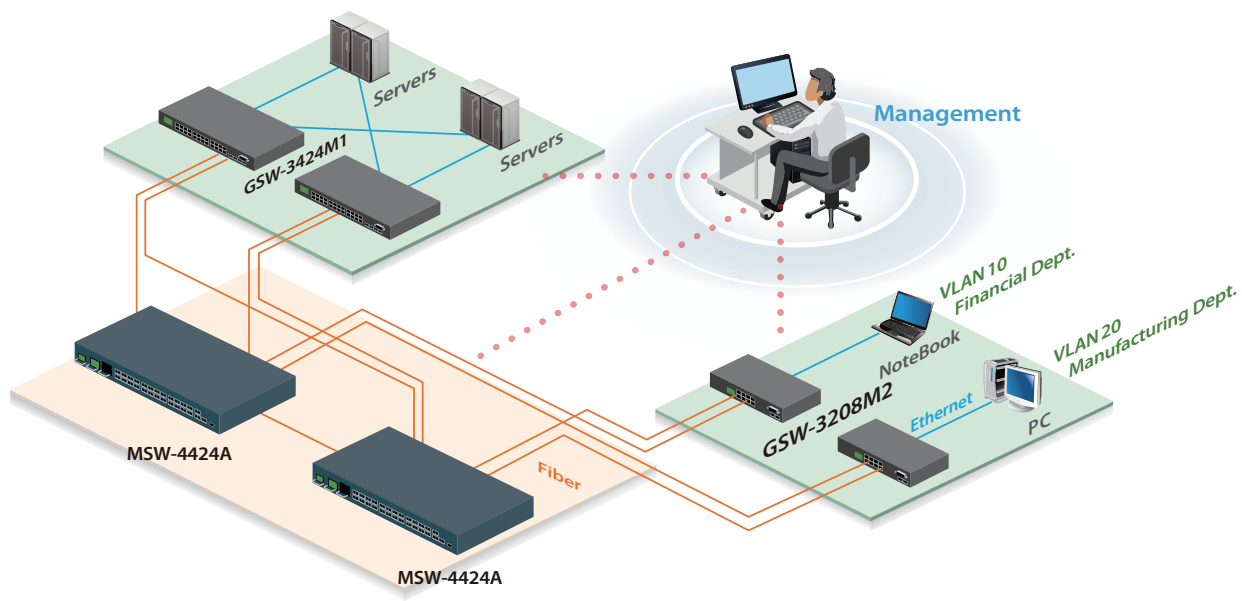 Servers
Servers
GSW-3424M1
Management
VLAN 10
Financial Dept.
VLAN 20
Manufacturing Dept.
NoteBook
GSW-3208M2
Ethernet
PC
MSW-4424A
Fiber
MSW-4424A